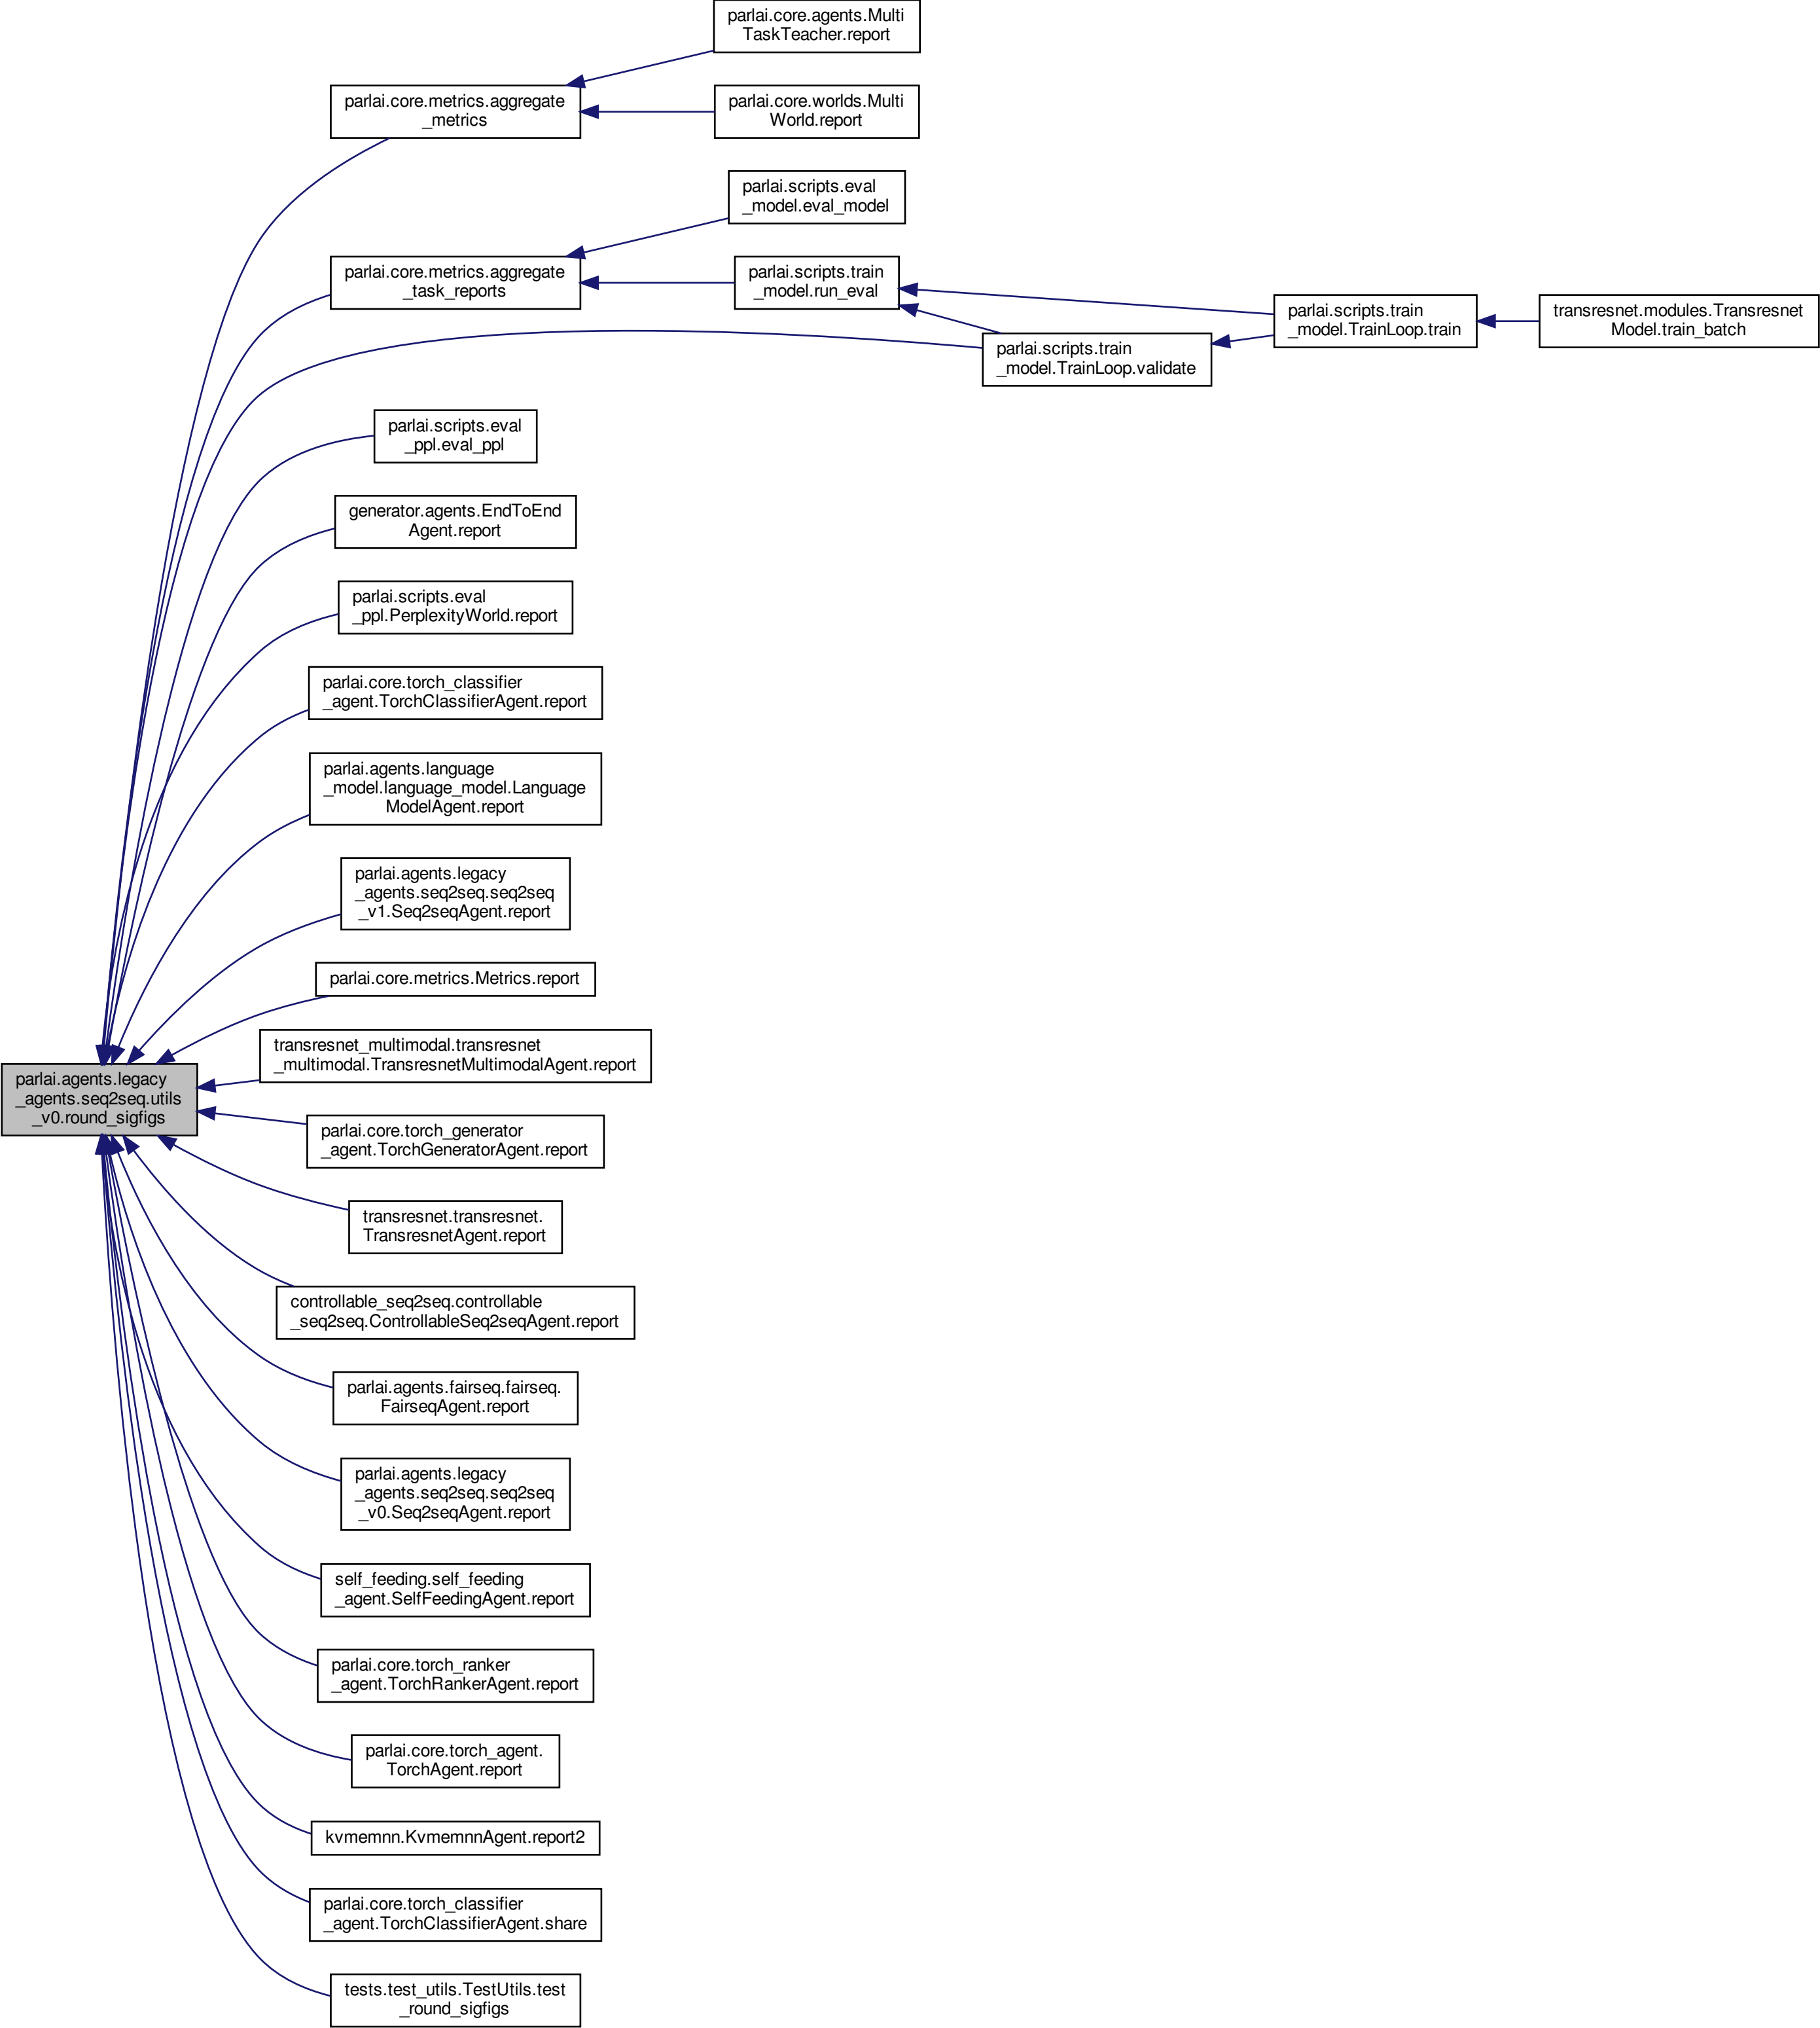 parlai.core.agents.Multi
TaskTeacher.report
parlai.core.metrics.aggregate
_metrics
parlai.core.worlds.Multi
World.report
parlai.scripts.eval
_model.eval_model
parlai.core.metrics.aggregate
_task_reports
parlai.scripts.train
_model.run_eval
parlai.scripts.train
_model.TrainLoop.train
transresnet.modules.Transresnet
Model.train_batch
parlai.scripts.train
_model.TrainLoop.validate
parlai.scripts.eval
_ppl.eval_ppl
generator.agents.EndToEnd
Agent.report
parlai.scripts.eval
_ppl.PerplexityWorld.report
parlai.core.torch_classifier
_agent.TorchClassifierAgent.report
parlai.agents.language
_model.language_model.Language
ModelAgent.report
parlai.agents.legacy
_agents.seq2seq.seq2seq
_v1.Seq2seqAgent.report
parlai.core.metrics.Metrics.report
transresnet_multimodal.transresnet
_multimodal.TransresnetMultimodalAgent.report
parlai.agents.legacy
_agents.seq2seq.utils
_v0.round_sigfigs
parlai.core.torch_generator
_agent.TorchGeneratorAgent.report
transresnet.transresnet.
TransresnetAgent.report
controllable_seq2seq.controllable
_seq2seq.ControllableSeq2seqAgent.report
parlai.agents.fairseq.fairseq.
FairseqAgent.report
parlai.agents.legacy
_agents.seq2seq.seq2seq
_v0.Seq2seqAgent.report
self_feeding.self_feeding
_agent.SelfFeedingAgent.report
parlai.core.torch_ranker
_agent.TorchRankerAgent.report
parlai.core.torch_agent.
TorchAgent.report
kvmemnn.KvmemnnAgent.report2
parlai.core.torch_classifier
_agent.TorchClassifierAgent.share
tests.test_utils.TestUtils.test
_round_sigfigs